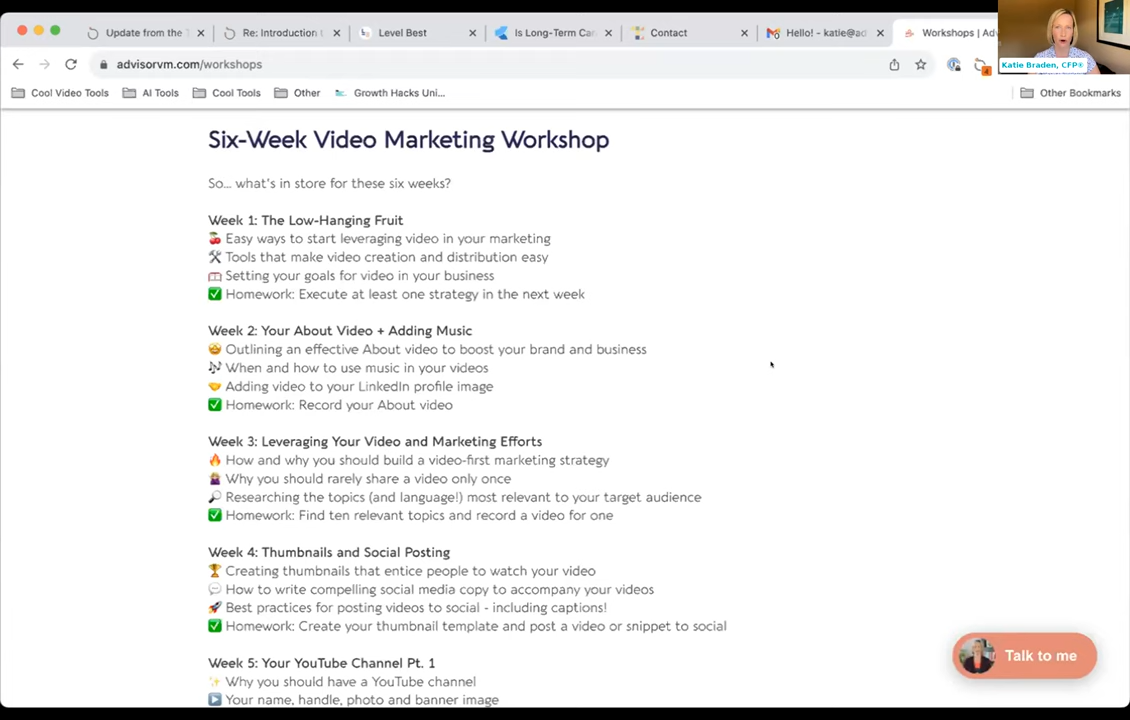 Update from the T
Re: Introduction
Level Best
Is Long-Term Car
Contact
Hello! - katie@ad
Workshops | Adv
Katie Braden, CFP®
advisorvm.com/workshops
4
Cool Video Tools
AI Tools
Cool Tools
Other
Growth Hacks Uni...
Other Bookmarks
Six-Week Video Marketing Workshop
So... what's in store for these six weeks?
Week 1: The Low-Hanging Fruit
🍒 Easy ways to start leveraging video in your marketing
🛠 Tools that make video creation and distribution easy
📖 Setting your goals for video in your business
✅ Homework: Execute at least one strategy in the next week
Week 2: Your About Video + Adding Music
🤩 Outlining an effective About video to boost your brand and business
🎶 When and how to use music in your videos
🤝 Adding video to your LinkedIn profile image
✅ Homework: Record your About video
Week 3: Leveraging Your Video and Marketing Efforts
🔥 How and why you should build a video-first marketing strategy
🤷‍♀️ Why you should rarely share a video only once
🔎 Researching the topics (and language!) most relevant to your target audience
✅ Homework: Find ten relevant topics and record a video for one
Week 4: Thumbnails and Social Posting
🏆 Creating thumbnails that entice people to watch your video
💬 How to write compelling social media copy to accompany your videos
🚀 Best practices for posting videos to social - including captions!
✅ Homework: Create your thumbnail template and post a video or snippet to social
Week 5: Your YouTube Channel Pt. 1
✨ Why you should have a YouTube channel
▶️ Your name, handle, photo and banner image
Talk to me